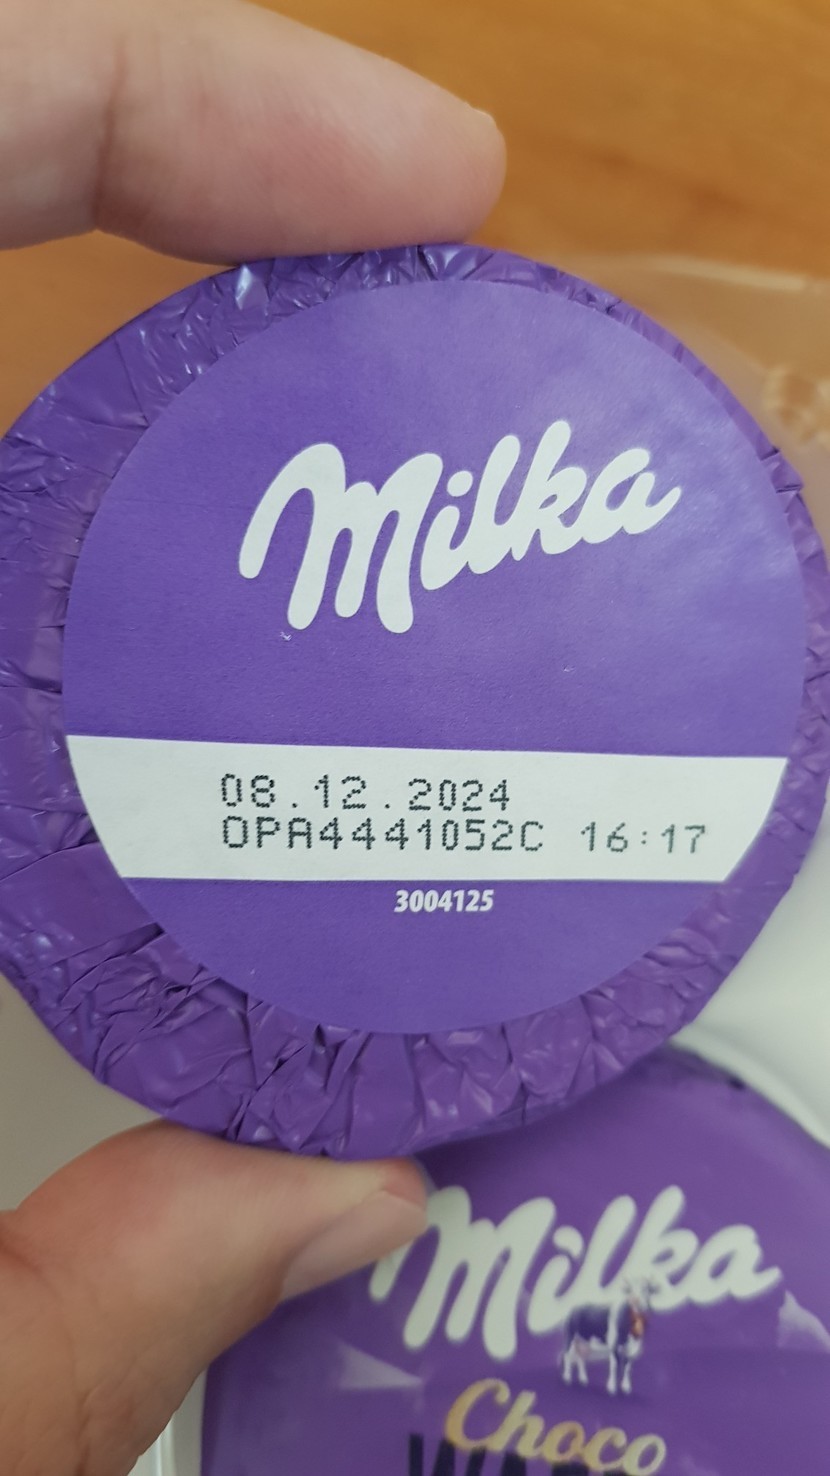 Milka
08.12.2024
OPA4441052C 16:17
3004125
Milka
Choco